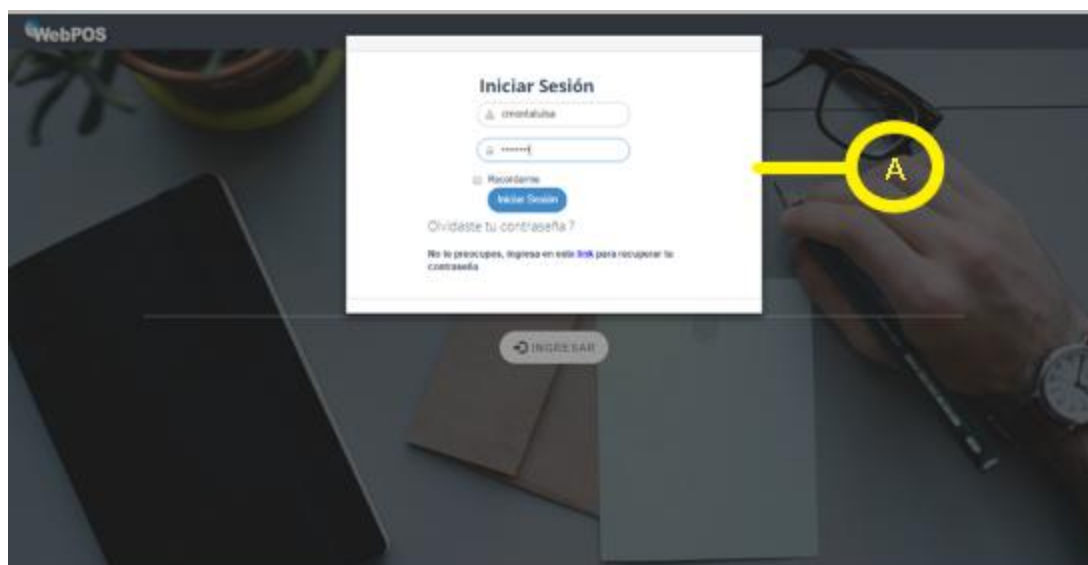 WebPOS
Iniciar Sesión
cmontaluisa
•••••••
Recordarme
Iniciar Sesión
Olvidaste tu contraseña ?
No te preocupes, ingresa en este link para recuperar tu
contraseña
INGRESAR
A